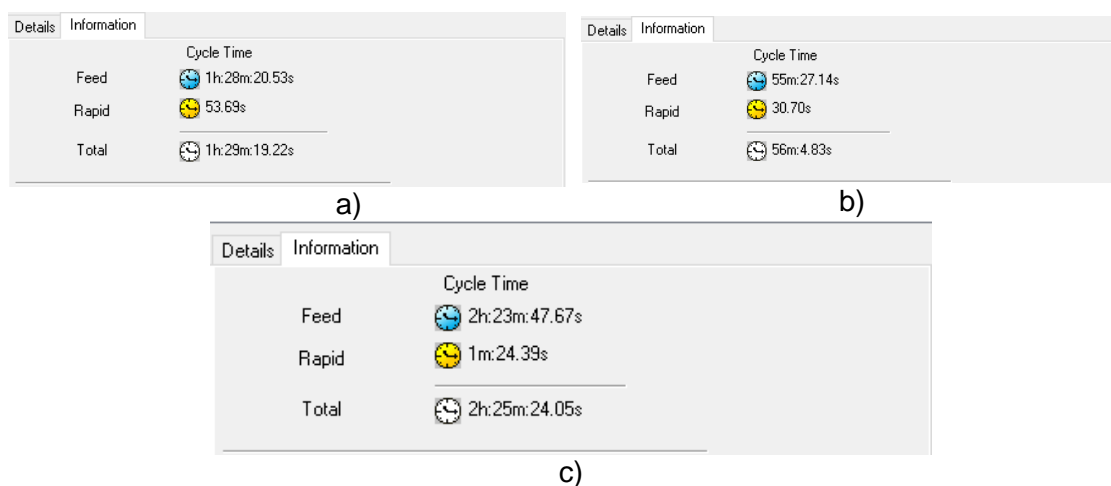 Details Information
Cycle Time
Feed 1h:28m:20.53s
Rapid 53.69s
Total 1h:29m:19.22s
a)
Details Information
Cycle Time
Feed 55m:27.14s
Rapid 30.70s
Total 56m:4.83s
b)
Details Information
Cycle Time
Feed 2h:23m:47.67s
Rapid 1m:24.39s
Total 2h:25m:24.05s
c)